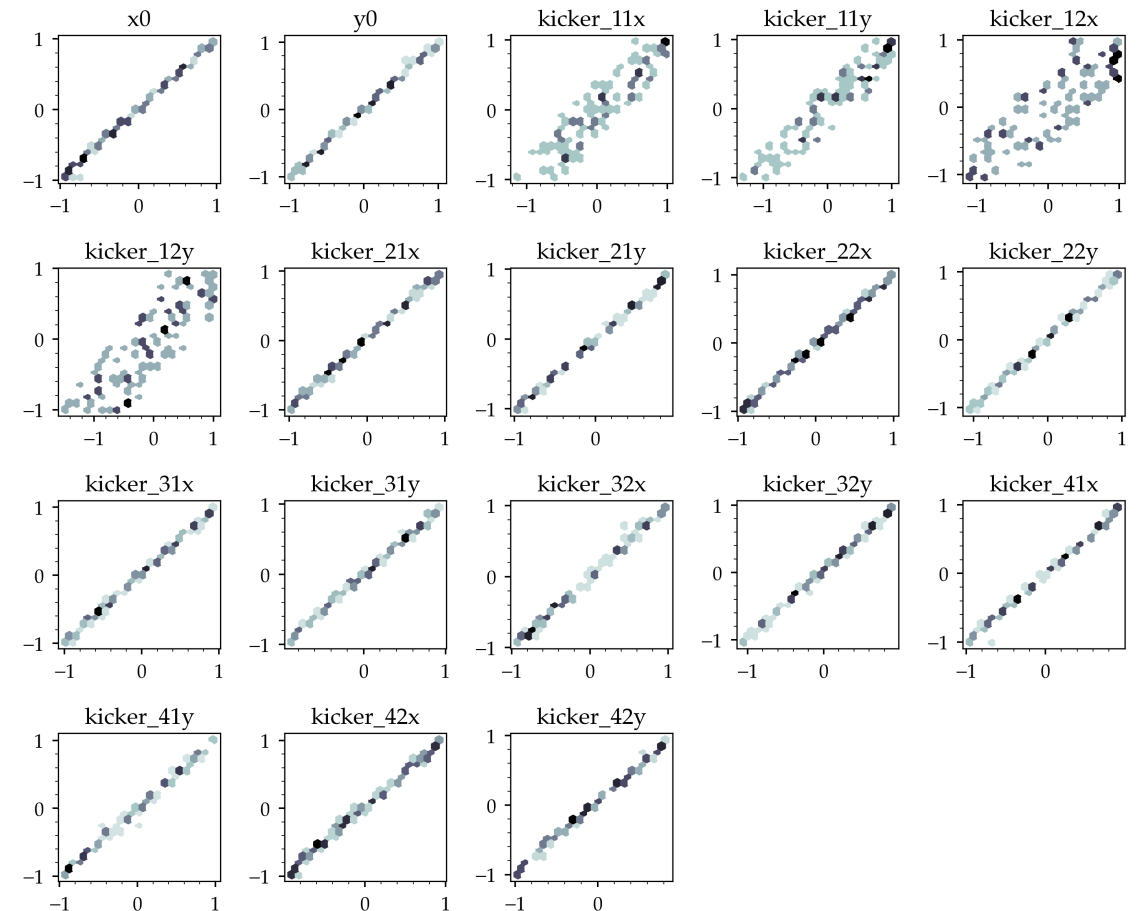 x0 y0 kicker_11x kicker_11y kicker_12x
1 1 1 1 1
0 0 0 0 0
−1 −1 −1 −1 −1
−1 0 1 −1 0 1 −1 0 1 −1 0 1 −1 0 1
kicker_12y kicker_21x kicker_21y kicker_22x kicker_22y
1 1 1 1 1
0 0 0 0 0
−1 −1 −1 −1 −1
−1 0 1 −1 0 −1 0 −1 0 1 −1 0 1
kicker_31x kicker_31y kicker_32x kicker_32y kicker_41x
1 1 1 1 1
0 0 0 0 0
−1 −1 −1 −1 −1
−1 0 1 0 1 −1 0 1 −1 0 −1 0
kicker_41y kicker_42x kicker_42y
1 1 1
0 0 0
−1 −1 −1
−1 0 1 0 1 −1 0